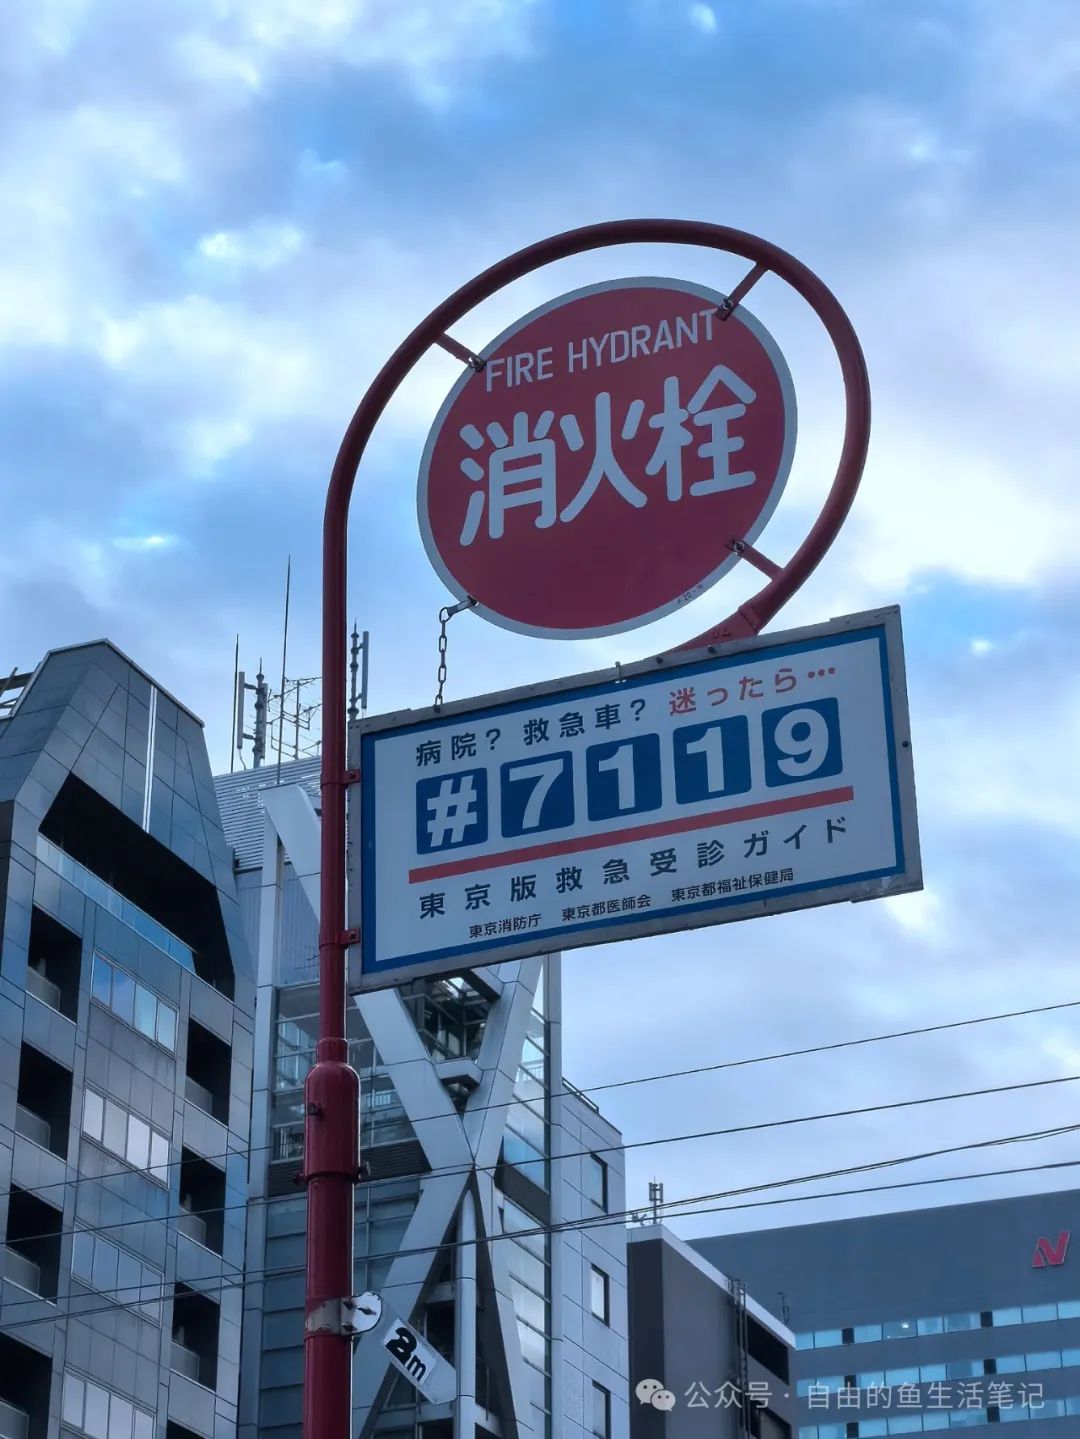 FIRE HYDRANT
消火栓
病院? 救急車? 迷ったら…
#7119
東京版救急受診ガイド
東京消防庁 東京都医師会 東京都福祉保健局
2m
公众号·自由的鱼生活笔记